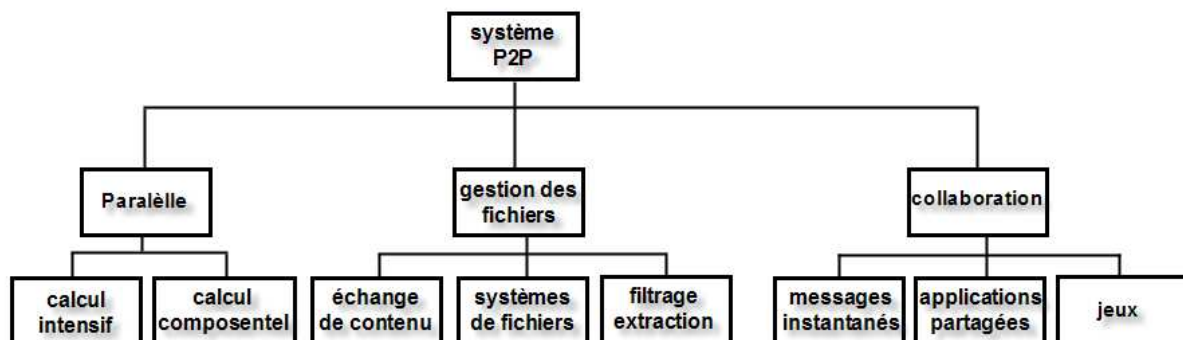 système
P2P
Paralèlle
gestion des
fichiers
collaboration
calcul
intensif
calcul
composentel
échange
de contenu
systèmes
de fichiers
filtrage
extraction
messages
instantanés
applications
partagées
jeux